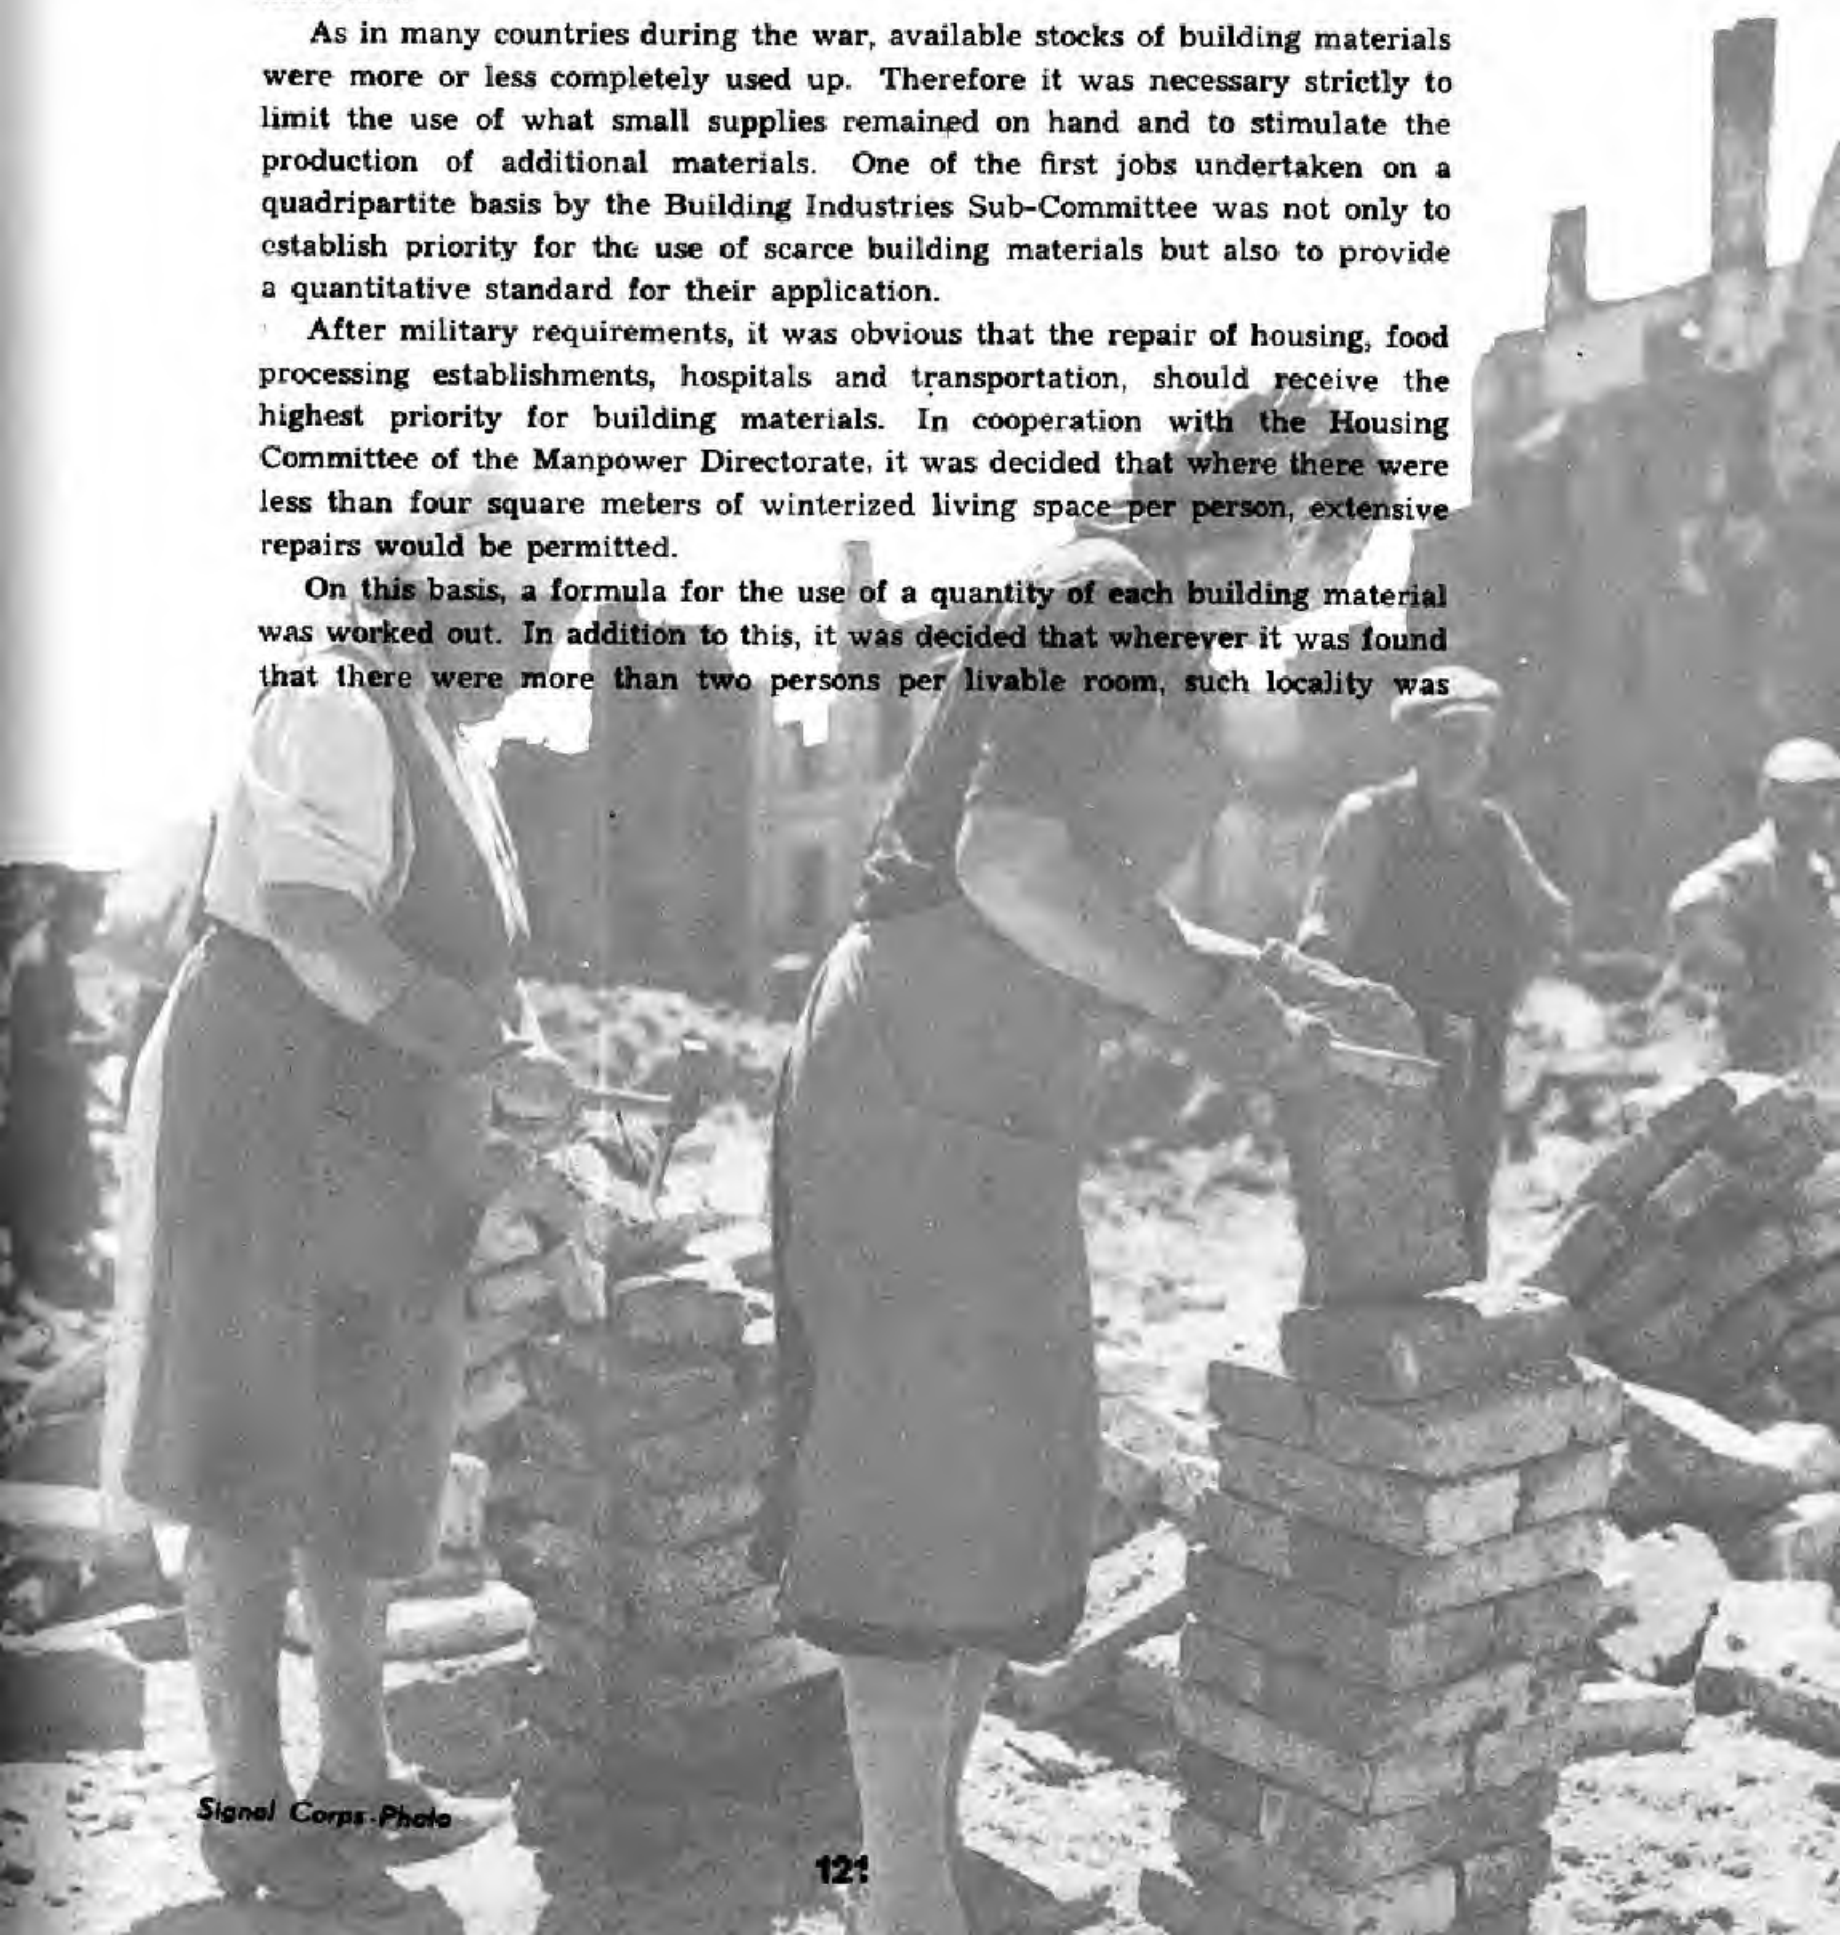 As in many countries during the war, available stocks of building materials
were more or less completely used up. Therefore it was necessary strictly to
limit the use of what small supplies remained on hand and to stimulate the
production of additional materials. One of the first jobs undertaken on a
quadripartite basis by the Building Industries Sub-Committee was not only to
establish priority for the use of scarce building materials but also to provide
a quantitative standard for their application.
After military requirements, it was obvious that the repair of housing, food
processing establishments, hospitals and transportation, should receive the
highest priority for building materials. In cooperation with the Housing
Committee of the Manpower Directorate, it was decided that where there were
less than four square meters of winterized living space per person, extensive
repairs would be permitted.
On this basis, a formula for the use of a quantity of each building material
was worked out. In addition to this, it was decided that wherever it was found
that there were more than two persons per livable room, such locality was
Signal Corps Photo
121